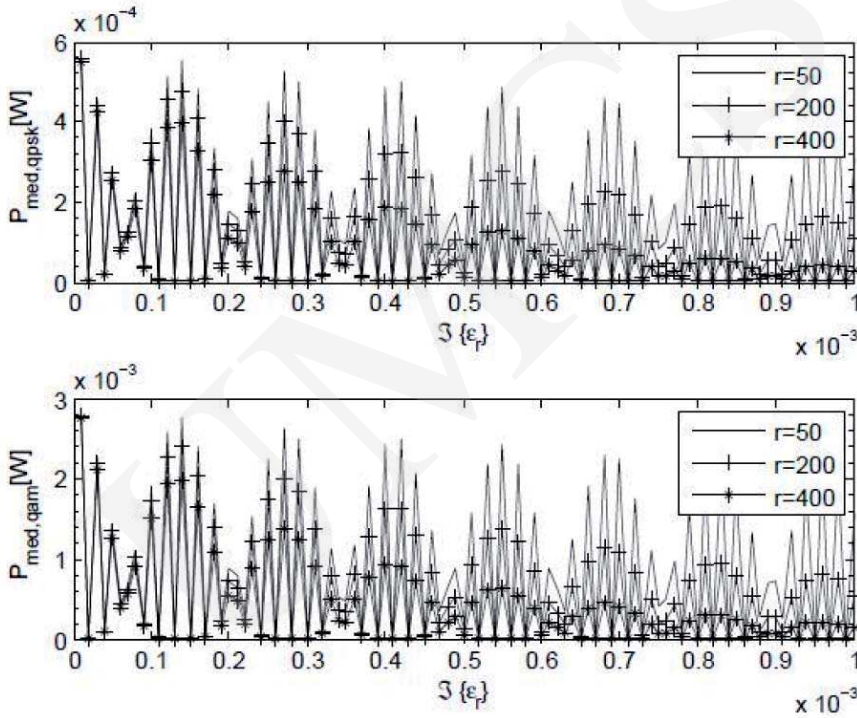 x 10⁻⁴
6
4
2
0
P_med,qpsk[W]
r=50
r=200
r=400
0 0.1 0.2 0.3 0.4 0.5 0.6 0.7 0.8 0.9 1
ℑ {ε_r}
x 10⁻³
x 10⁻³
3
2
1
0
P_med,qam[W]
r=50
r=200
r=400
0 0.1 0.2 0.3 0.4 0.5 0.6 0.7 0.8 0.9 1
ℑ {ε_r}
x 10⁻³
UMCS